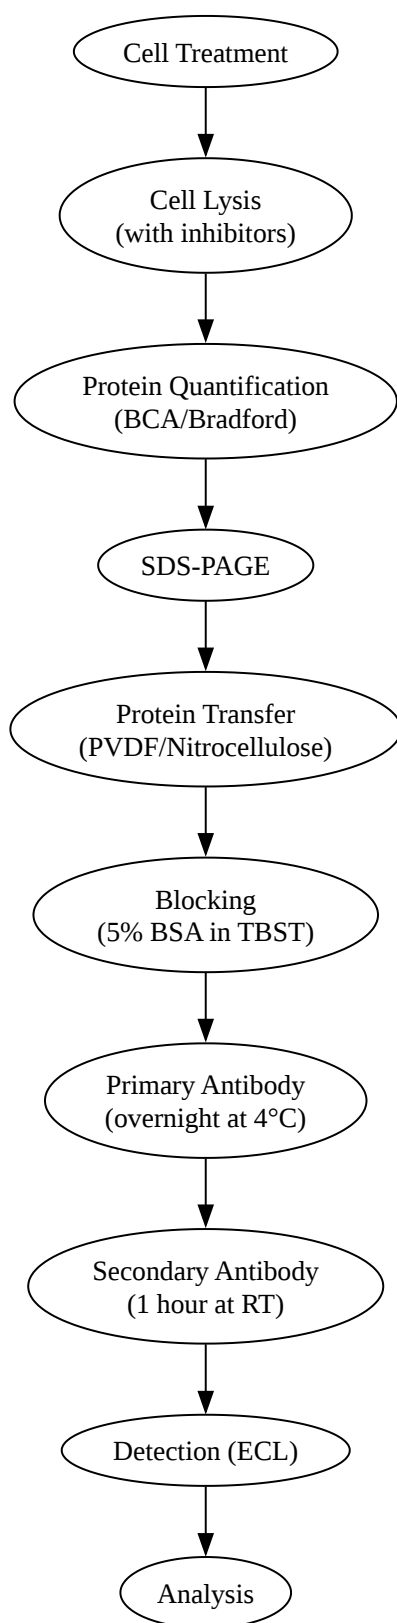 Cell Treatment
Cell Lysis
(with inhibitors)
Protein Quantification
(BCA/Bradford)
SDS-PAGE
Protein Transfer
(PVDF/Nitrocellulose)
Blocking
(5% BSA in TBST)
Primary Antibody
(overnight at 4°C)
Secondary Antibody
(1 hour at RT)
Detection (ECL)
Analysis